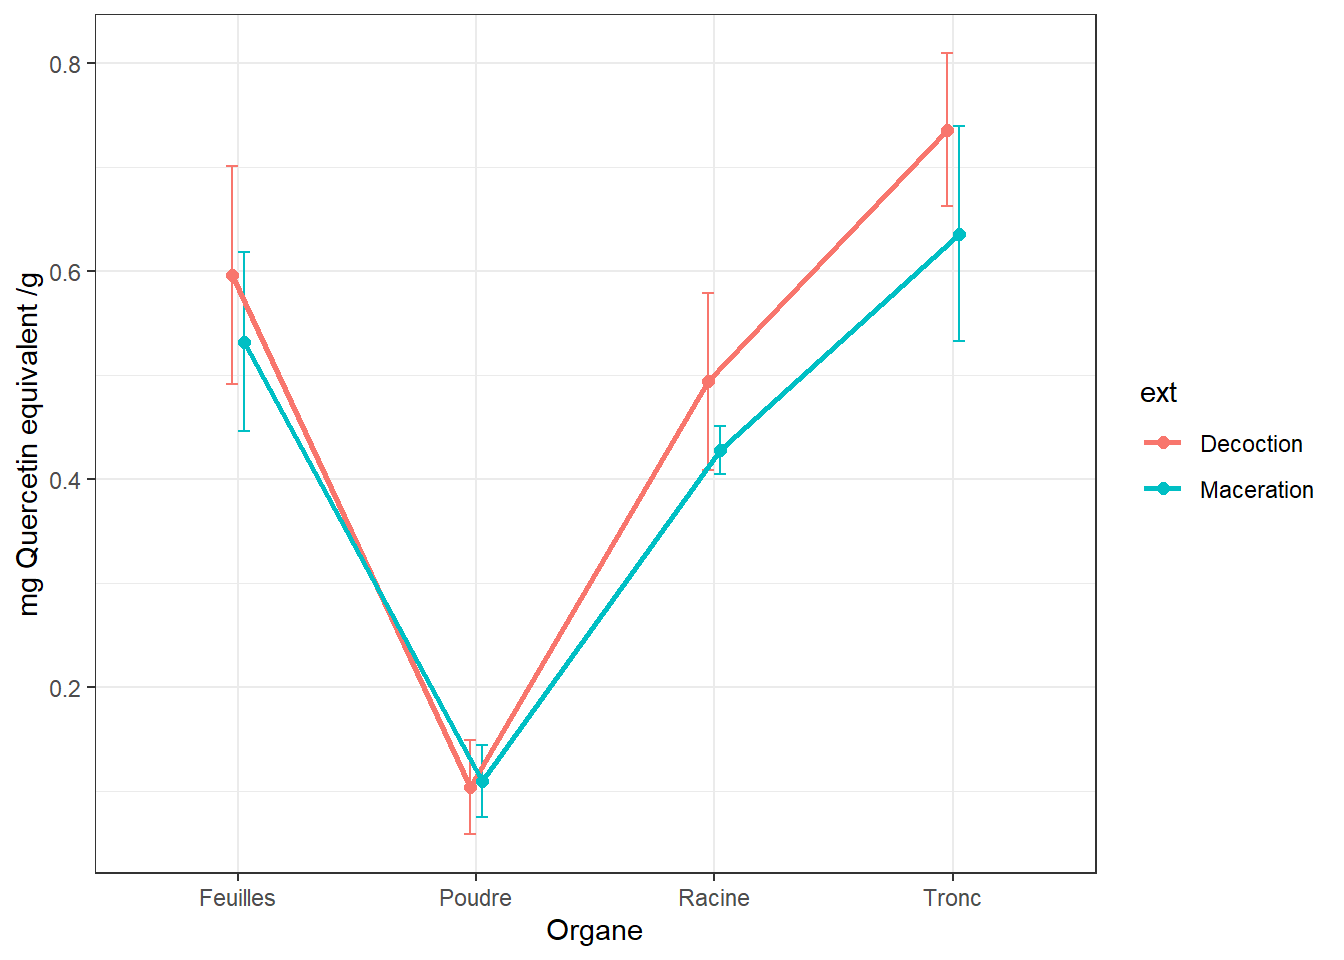 mg Quercetin equivalent /g
0.8
0.6
0.4
0.2
Feuilles Poudre Racine Tronc
Organe
ext
Decoction
Maceration